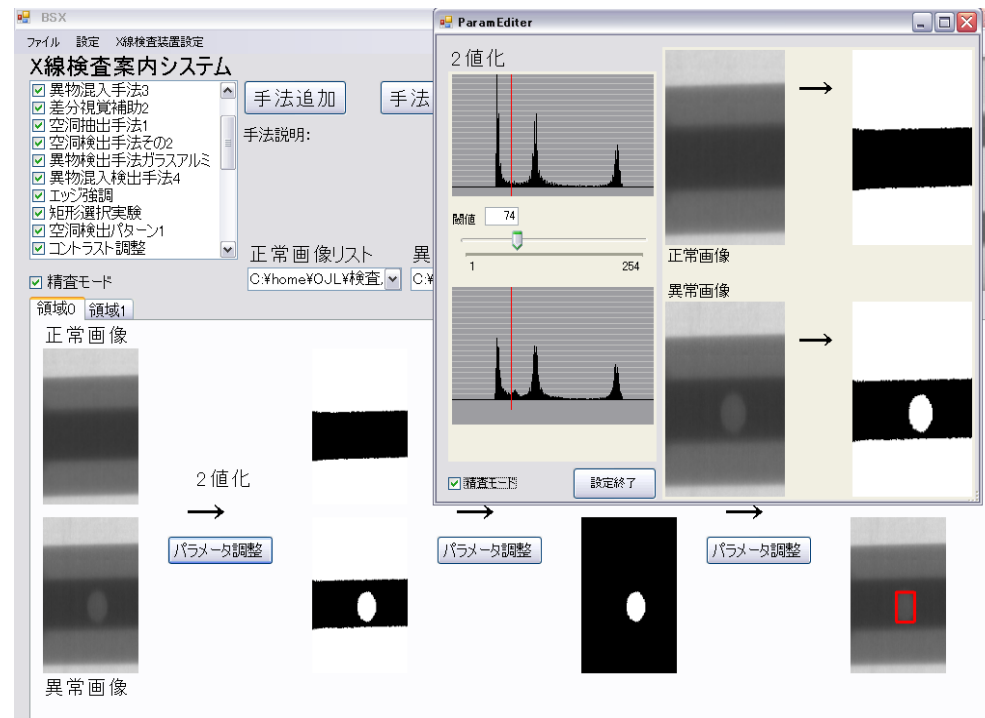 BSX
ファイル 設定 X線検査装置設定
X線検査案内システム
異物混入手法3
差分視覚補助2
空洞抽出手法1
空洞検出手法その2
異物検出手法ガラスアルミ
異物混入検出手法4
エッジ強調
矩形選択実験
空洞検出パターン1
コントラスト調整
手法追加
手法
手法説明:
正常画像リスト
異
C:¥home¥OJL¥検査
C:¥
精査モード
領域0 領域1
正常画像
2値化
→
→
→
パラメータ調整
パラメータ調整
パラメータ調整
異常画像
ParamEditer
2値化
閾値 74
1 254
精査モード
設定終了
→
正常画像
異常画像
→